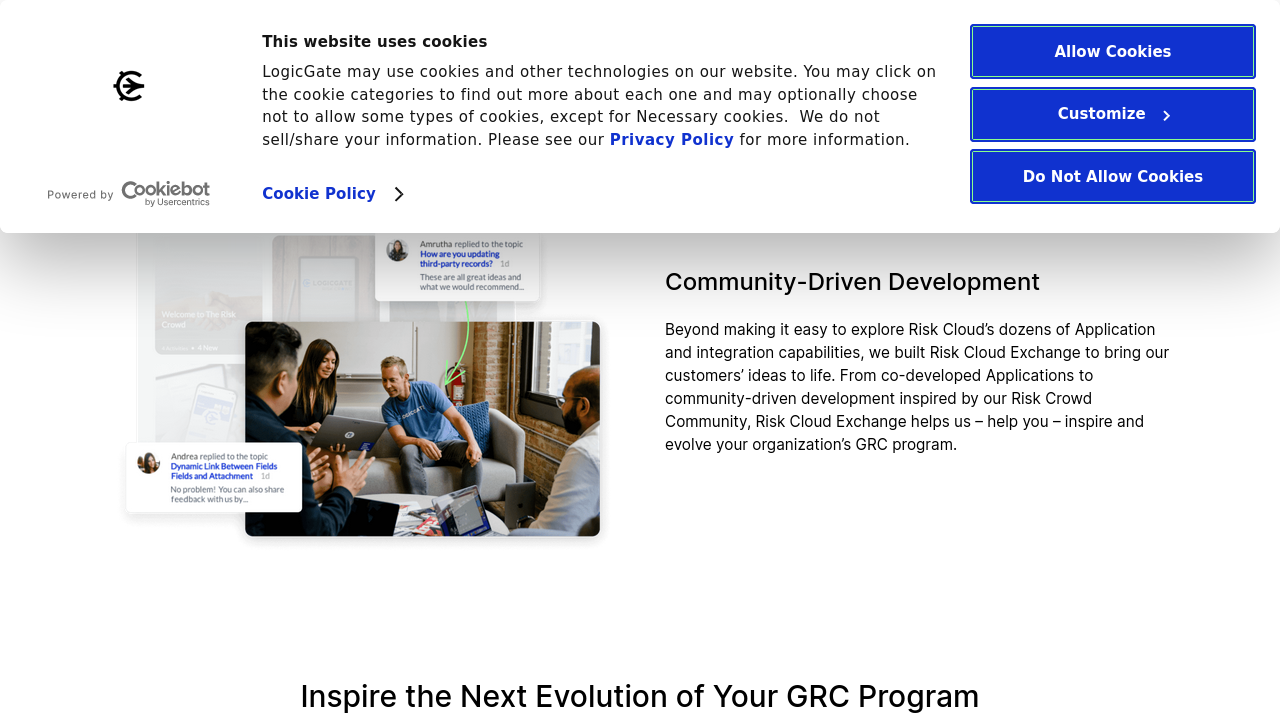 This website uses cookies
LogicGate may use cookies and other technologies on our website. You may click on
the cookie categories to find out more about each one and may optionally choose
not to allow some types of cookies, except for Necessary cookies.  We do not
sell/share your information. Please see our Privacy Policy for more information.
Cookie Policy
Powered by Cookiebot
by Usercentrics
Allow Cookies
Customize
Do Not Allow Cookies
Amrutha replied to the topic
How are you updating
third-party records? 1d
These are all great ideas and
what we would recommend...
LOGICGATE
Welcome to The Risk
Crowd
4 New
Andrea replied to the topic
Dynamic Link Between Fields
Fields and Attachment 1d
No problem! You can also share
feedback with us by...
Community-Driven Development
Beyond making it easy to explore Risk Cloud’s dozens of Application
and integration capabilities, we built Risk Cloud Exchange to bring our
customers’ ideas to life. From co-developed Applications to
community-driven development inspired by our Risk Crowd
Community, Risk Cloud Exchange helps us – help you – inspire and
evolve your organization’s GRC program.
Inspire the Next Evolution of Your GRC Program